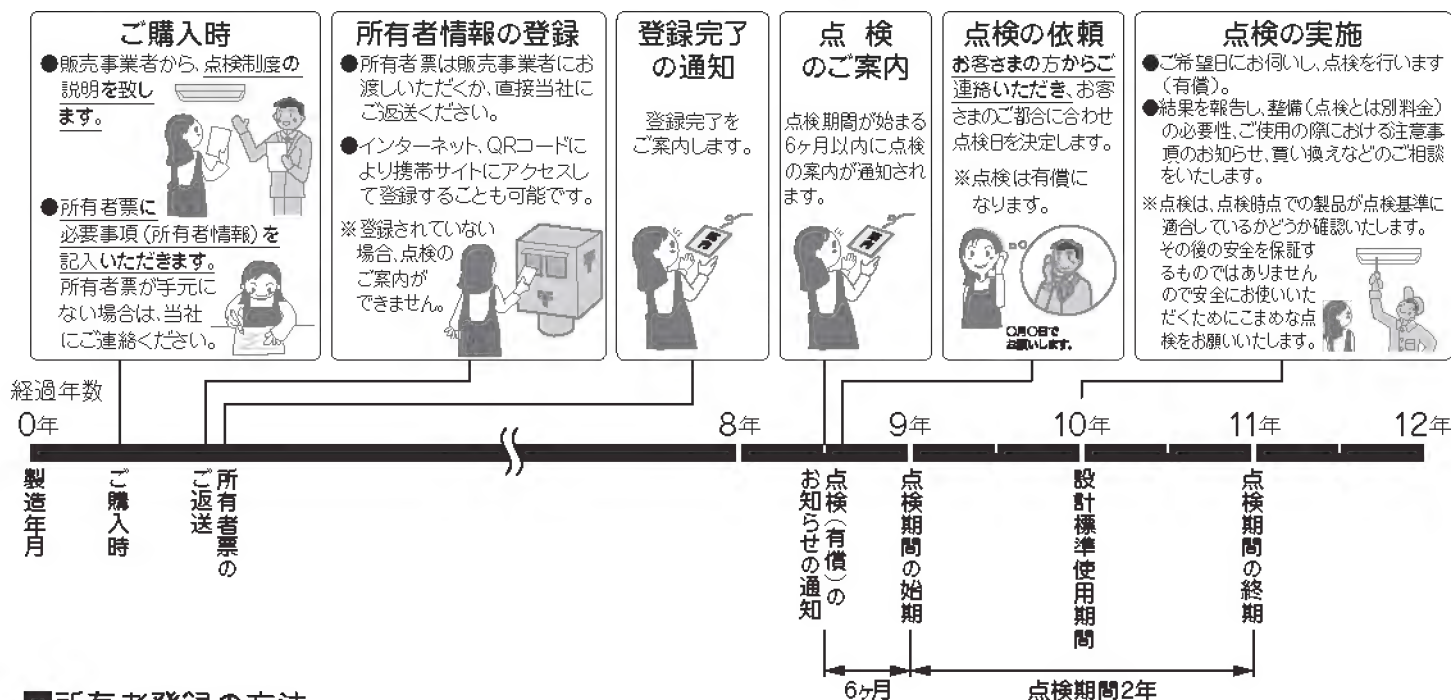 ご購入時
●販売事業者から、点検制度の
説明を致し
ます。
●所有者票に
必要事項(所有者情報)を
記入いただきます。
所有者票が手元に
ない場合は、当社
にご連絡ください。
所有者情報の登録
●所有者票は販売事業者にお
渡しいただくか、直接当社に
ご返送ください。
●インターネット、QRコードに
より携帯サイトにアクセスし
て登録することも可能です。
※登録されていない
場合、点検の
ご案内が
できません。
登録完了
の通知
登録完了を
ご案内します。
点 検
のご案内
点検期間が始まる
6ヶ月以内に点検
の案内が通知され
ます。
点検の依頼
お客さまの方からご
連絡いただき、お客
さまのご都合に合わせ
点検日を決定します。
※点検は有償に
なります。
○月○日で
お願いします。
点検の実施
●ご希望日にお伺いし、点検を行います
(有償)。
●結果を報告し、整備(点検とは別料金)
の必要性、ご使用の際における注意事
項のお知らせ、買い換えなどのご相談
をいたします。
※点検は、点検時点での製品が点検基準に
適合しているかどうか確認いたします。
その後の安全を保証す
るものではありません
ので安全にお使いいた
だくためにこまめな点
検をお願いいたします。
経過年数
0年
8年
9年
10年
11年
12年
製造年月
ご購入時
所有者票の
ご返送
点検(有償)の
お知らせの通知
点検期間の始期
設計標準使用期間
点検期間の終期
6ヶ月
点検期間2年
■所有者登録の方法